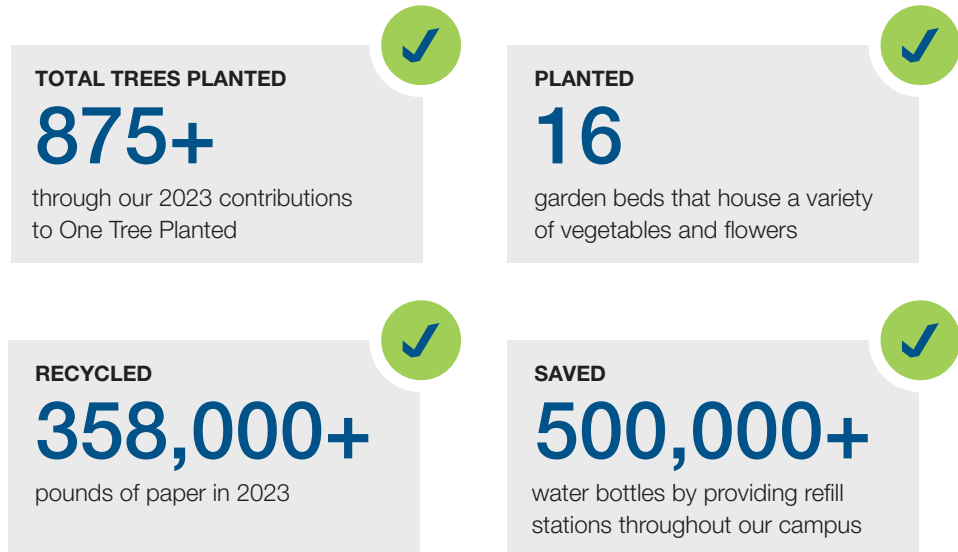 TOTAL TREES PLANTED
875+
through our 2023 contributions
to One Tree Planted
PLANTED
16
garden beds that house a variety
of vegetables and flowers
RECYCLED
358,000+
pounds of paper in 2023
SAVED
500,000+
water bottles by providing refill
stations throughout our campus